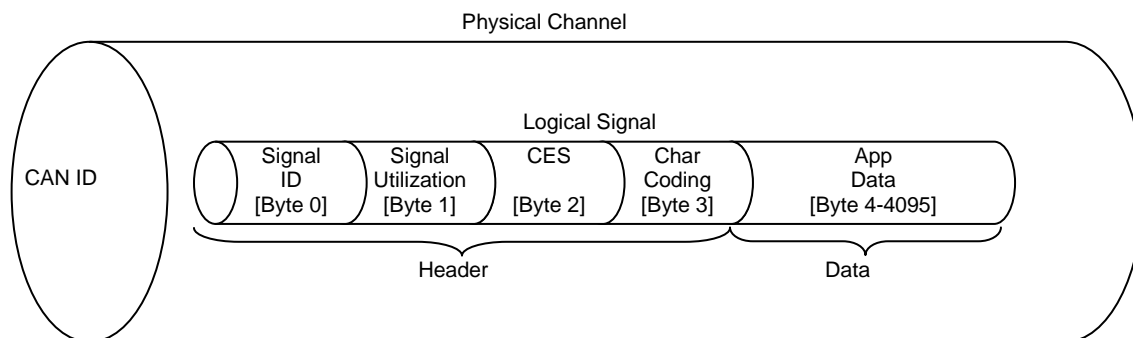 Physical Channel
Logical Signal
CAN ID
Signal
ID
[Byte 0]
Signal
Utilization
[Byte 1]
CES
[Byte 2]
Char
Coding
[Byte 3]
App
Data
[Byte 4-4095]
Header
Data